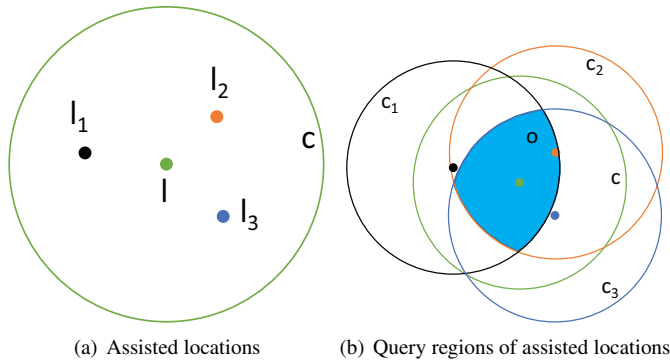 l₁
l₂
l
l₃
c
(a) Assisted locations
c₁
c₂
o
c
c₃
(b) Query regions of assisted locations